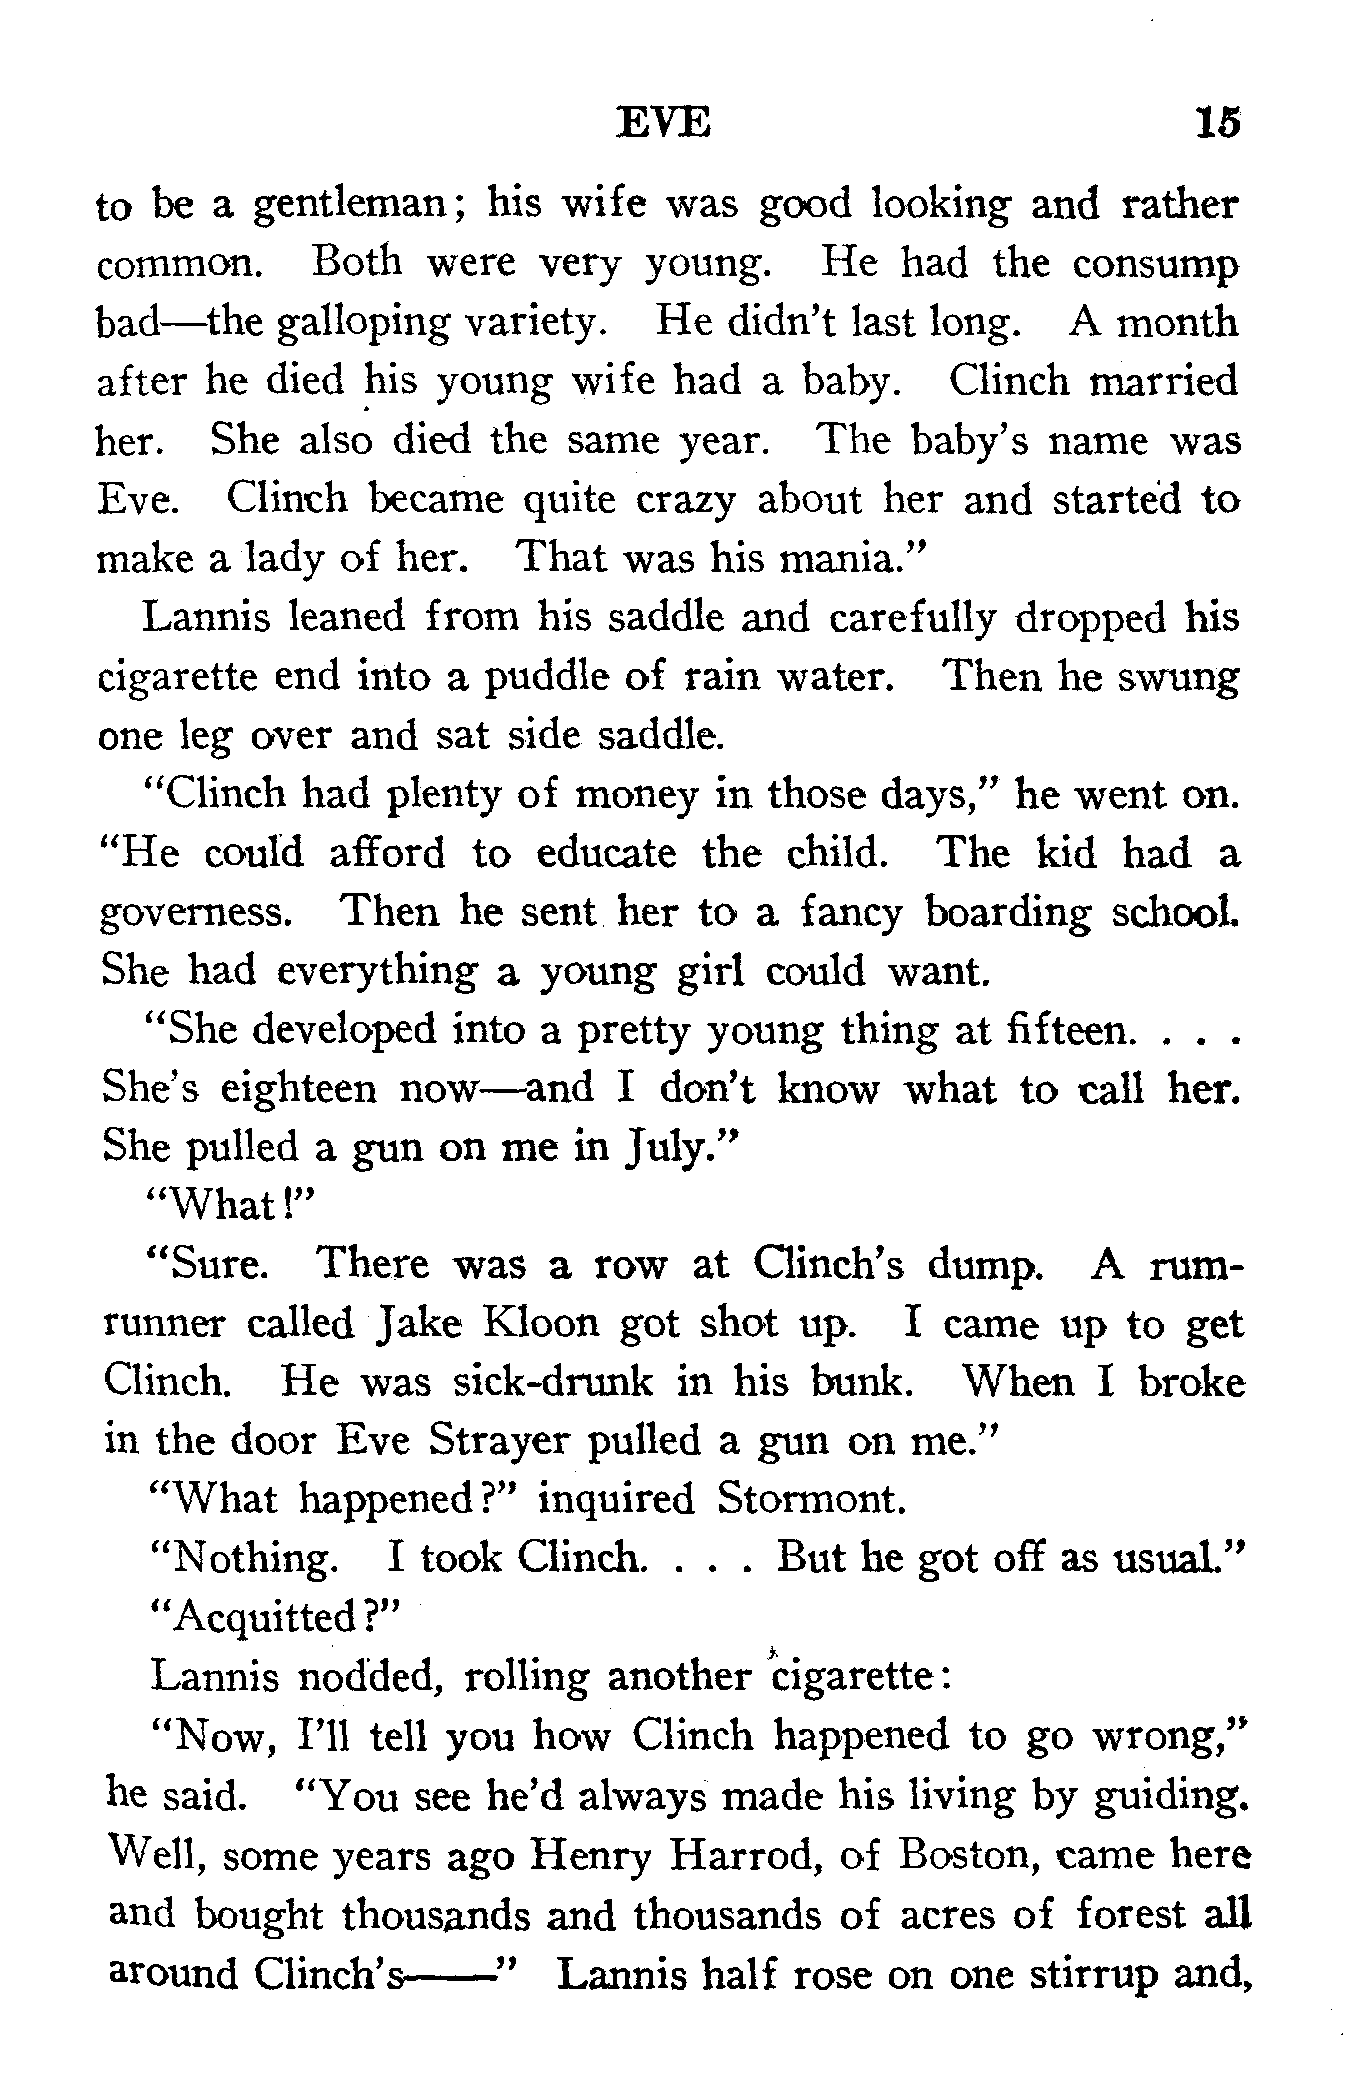 EVE 15
to be a gentleman; his wife was good looking and rather
common. Both were very young. He had the consump
bad—the galloping variety. He didn't last long. A month
after he died his young wife had a baby. Clinch married
her. She also died the same year. The baby's name was
Eve. Clinch became quite crazy about her and started to
make a lady of her. That was his mania."
Lannis leaned from his saddle and carefully dropped his
cigarette end into a puddle of rain water. Then he swung
one leg over and sat side saddle.
"Clinch had plenty of money in those days," he went on.
"He could afford to educate the child. The kid had a
governess. Then he sent her to a fancy boarding school.
She had everything a young girl could want.
"She developed into a pretty young thing at fifteen. . . .
She's eighteen now—and I don't know what to call her.
She pulled a gun on me in July."
"What!"
"Sure. There was a row at Clinch's dump. A rum-
runner called Jake Kloon got shot up. I came up to get
Clinch. He was sick-drunk in his bunk. When I broke
in the door Eve Strayer pulled a gun on me."
"What happened?" inquired Stormont.
"Nothing. I took Clinch. . . . But he got off as usual."
"Acquitted?"
Lannis nodded, rolling another cigarette:
"Now, I'll tell you how Clinch happened to go wrong,"
he said. "You see he'd always made his living by guiding.
Well, some years ago Henry Harrod, of Boston, came here
and bought thousands and thousands of acres of forest all
around Clinch's——" Lannis half rose on one stirrup and,